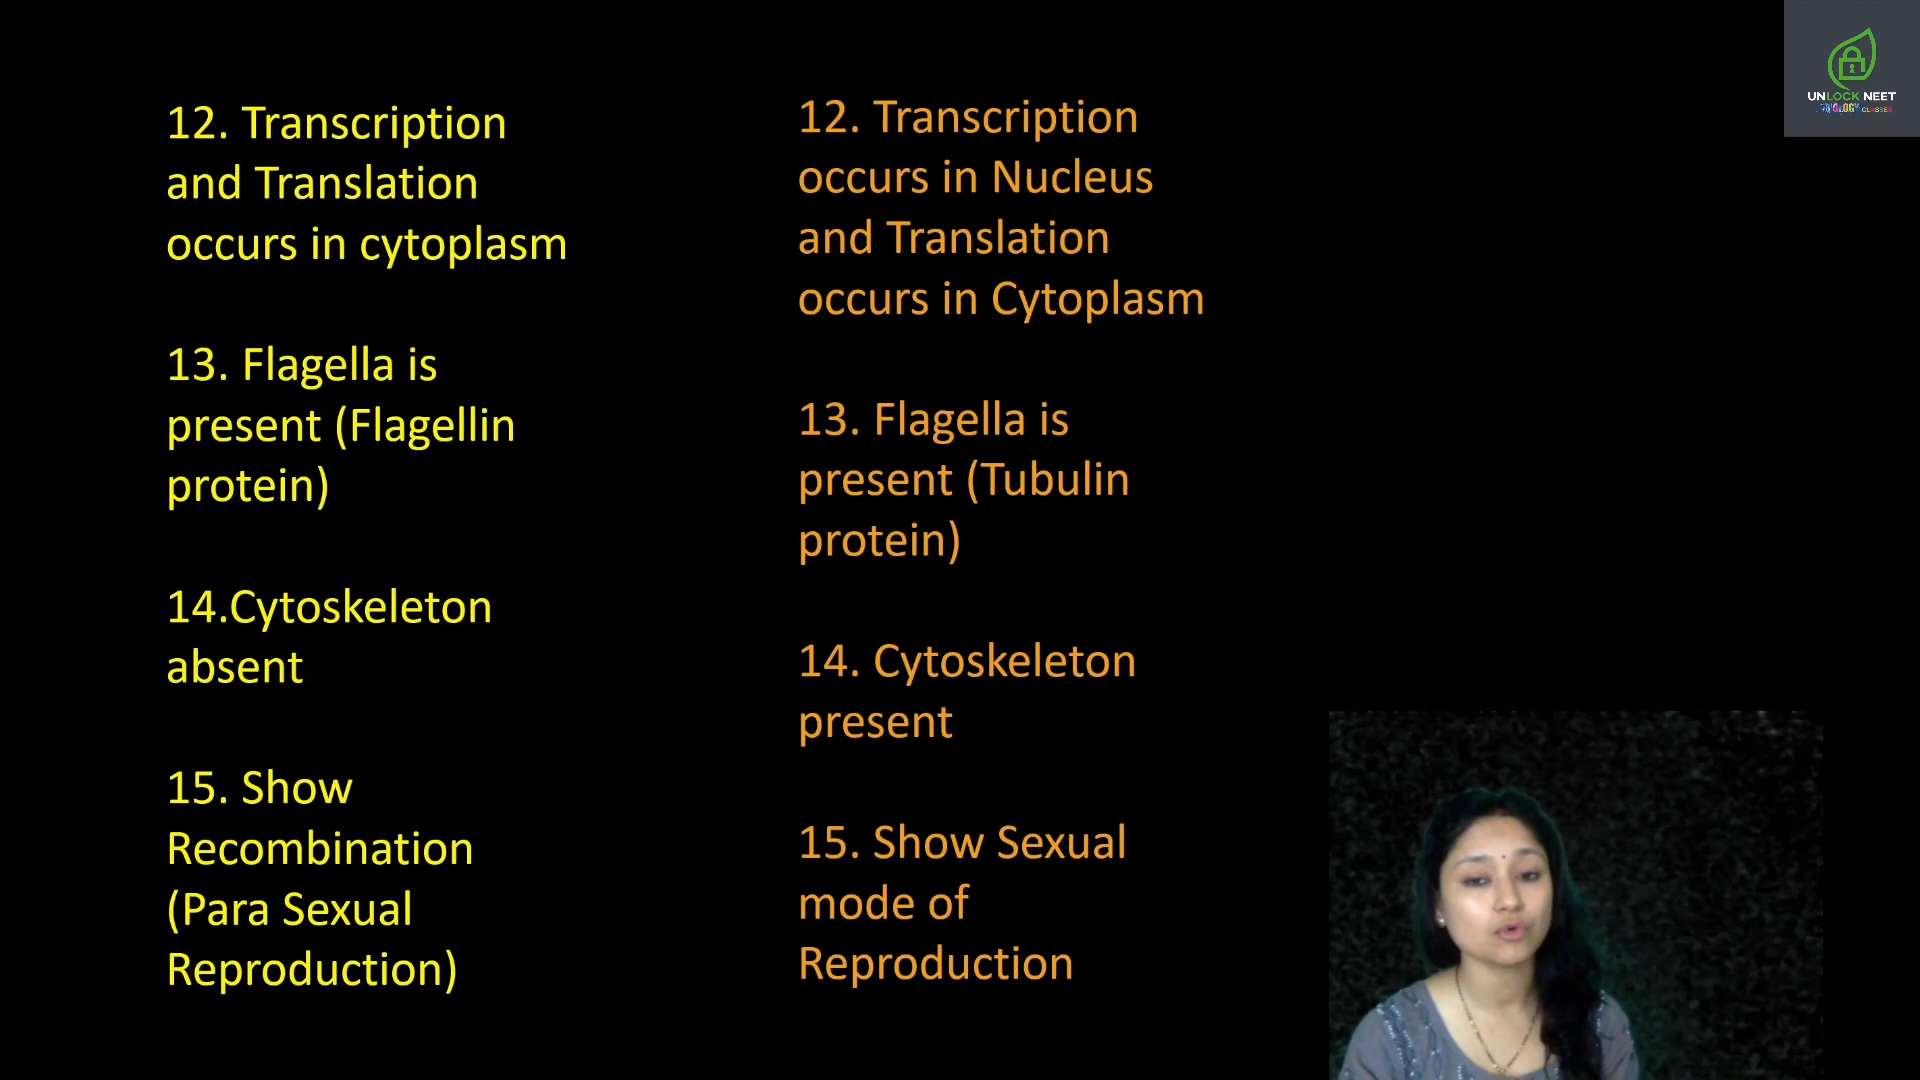 12. Transcription
and Translation
occurs in cytoplasm
13. Flagella is
present (Flagellin
protein)
14.Cytoskeleton
absent
15. Show
Recombination
(Para Sexual
Reproduction)
12. Transcription
occurs in Nucleus
and Translation
occurs in Cytoplasm
13. Flagella is
present (Tubulin
protein)
14. Cytoskeleton
present
15. Show Sexual
mode of
Reproduction
UNLOCK NEET
BIOLOGY CLASSES